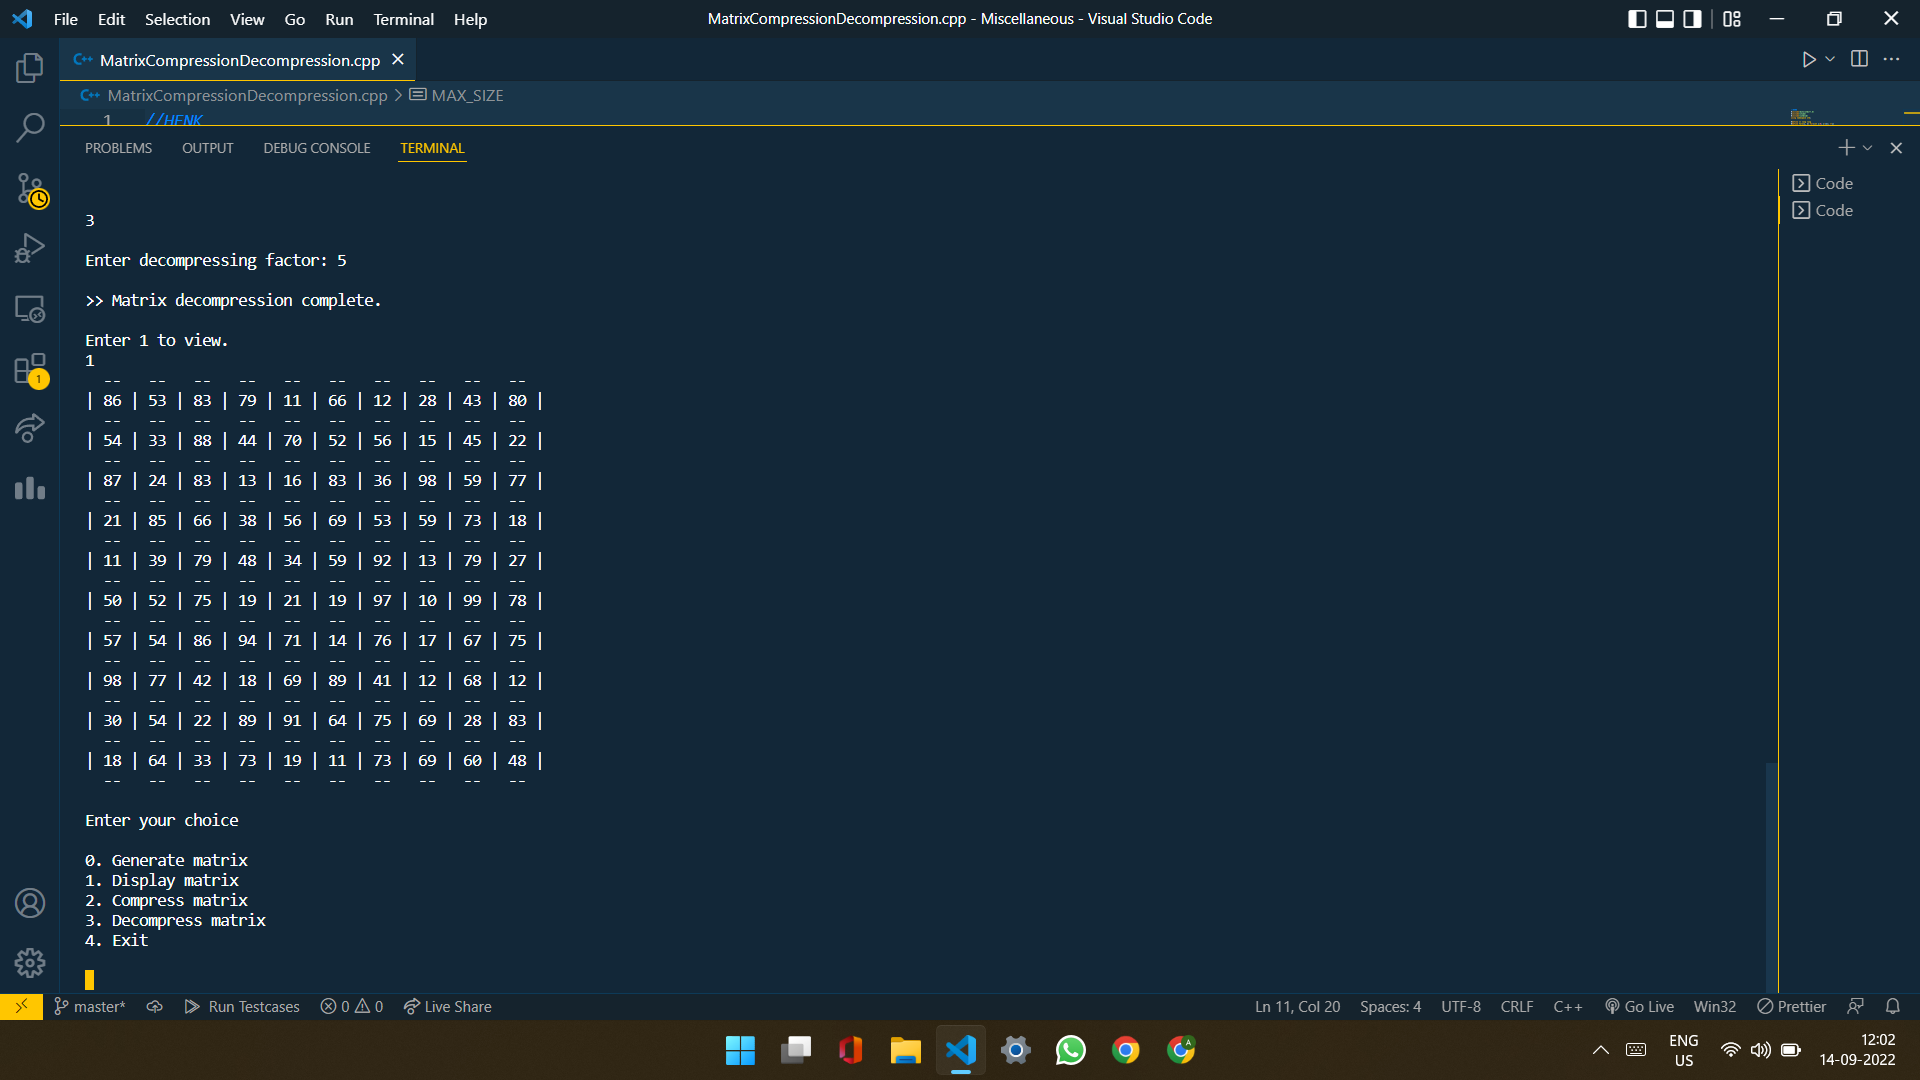 File Edit Selection View Go Run Terminal Help
MatrixCompressionDecompression.cpp - Miscellaneous - Visual Studio Code
C++ MatrixCompressionDecompression.cpp
C++ MatrixCompressionDecompression.cpp > MAX_SIZE
1 //HENK
PROBLEMS OUTPUT DEBUG CONSOLE TERMINAL
Code
Code
3
Enter decompressing factor: 5
>> Matrix decompression complete.
Enter 1 to view.
1
-- -- -- -- -- -- -- -- -- --
| 86 | 53 | 83 | 79 | 11 | 66 | 12 | 28 | 43 | 80 |
-- -- -- -- -- -- -- -- -- --
| 54 | 33 | 88 | 44 | 70 | 52 | 56 | 15 | 45 | 22 |
-- -- -- -- -- -- -- -- -- --
| 87 | 24 | 83 | 13 | 16 | 83 | 36 | 98 | 59 | 77 |
-- -- -- -- -- -- -- -- -- --
| 21 | 85 | 66 | 38 | 56 | 69 | 53 | 59 | 73 | 18 |
-- -- -- -- -- -- -- -- -- --
| 11 | 39 | 79 | 48 | 34 | 59 | 92 | 13 | 79 | 27 |
-- -- -- -- -- -- -- -- -- --
| 50 | 52 | 75 | 19 | 21 | 19 | 97 | 10 | 99 | 78 |
-- -- -- -- -- -- -- -- -- --
| 57 | 54 | 86 | 94 | 71 | 14 | 76 | 17 | 67 | 75 |
-- -- -- -- -- -- -- -- -- --
| 98 | 77 | 42 | 18 | 69 | 89 | 41 | 12 | 68 | 12 |
-- -- -- -- -- -- -- -- -- --
| 30 | 54 | 22 | 89 | 91 | 64 | 75 | 69 | 28 | 83 |
-- -- -- -- -- -- -- -- -- --
| 18 | 64 | 33 | 73 | 19 | 11 | 73 | 69 | 60 | 48 |
-- -- -- -- -- -- -- -- -- --
Enter your choice
0. Generate matrix
1. Display matrix
2. Compress matrix
3. Decompress matrix
4. Exit
1
master* Run Testcases 0 0 Live Share Ln 11, Col 20 Spaces: 4 UTF-8 CRLF C++ Go Live Win32 Prettier
A
ENG
US
12:02
14-09-2022